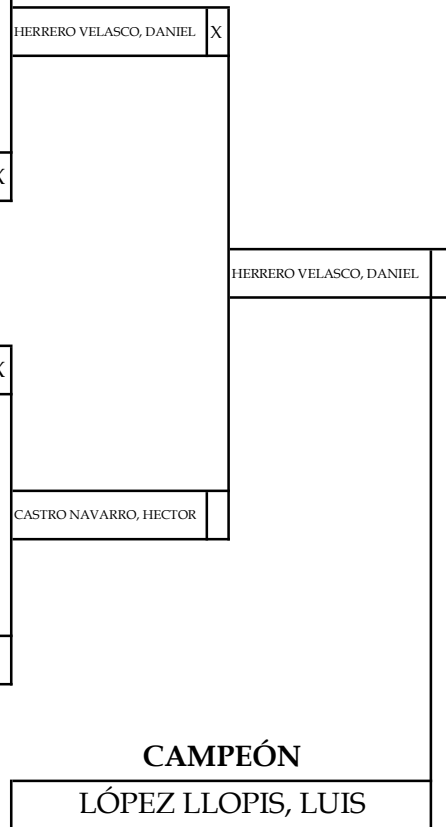 HERRERO VELASCO, DANIEL X
X
HERRERO VELASCO, DANIEL
X
CASTRO NAVARRO, HECTOR
CAMPEÓN
LÓPEZ LLOPIS, LUIS